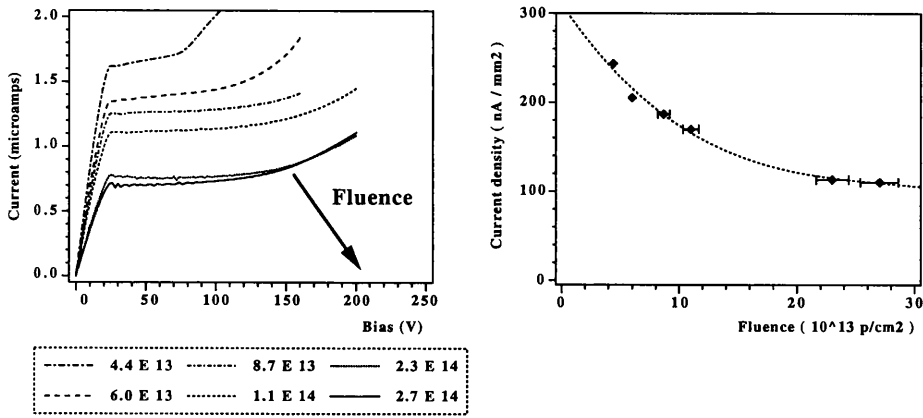 2.0
1.5
1.0
0.5
0.0
Current (microamps)
0 50 100 150 200 250
Bias (V)
Fluence
4.4 E 13 8.7 E 13 2.3 E 14
6.0 E 13 1.1 E 14 2.7 E 14
300
200
100
0
Current density ( nA / mm2 )
0 10 20 30
Fluence ( 10^13 p/cm2 )